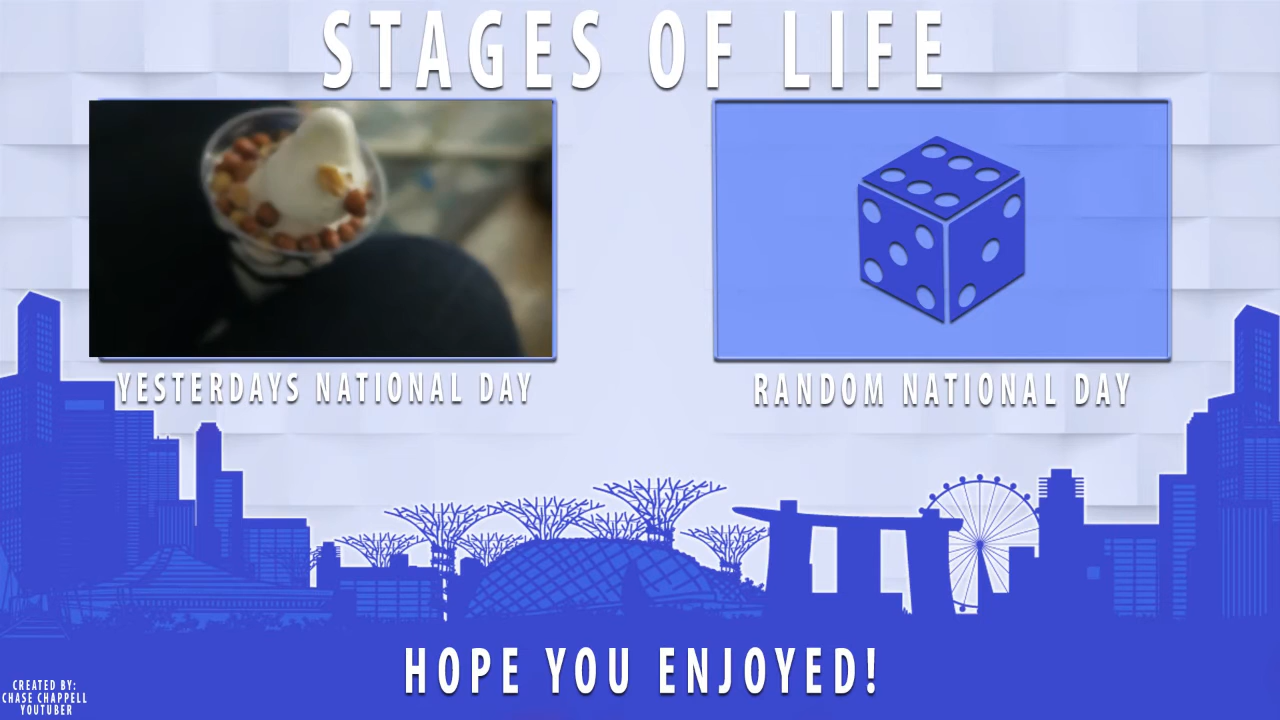 STAGES OF LIFE
YESTERDAYS NATIONAL DAY
RANDOM NATIONAL DAY
HOPE YOU ENJOYED!
CREATED BY:
CHASE CHAPPELL
YOUTUBER